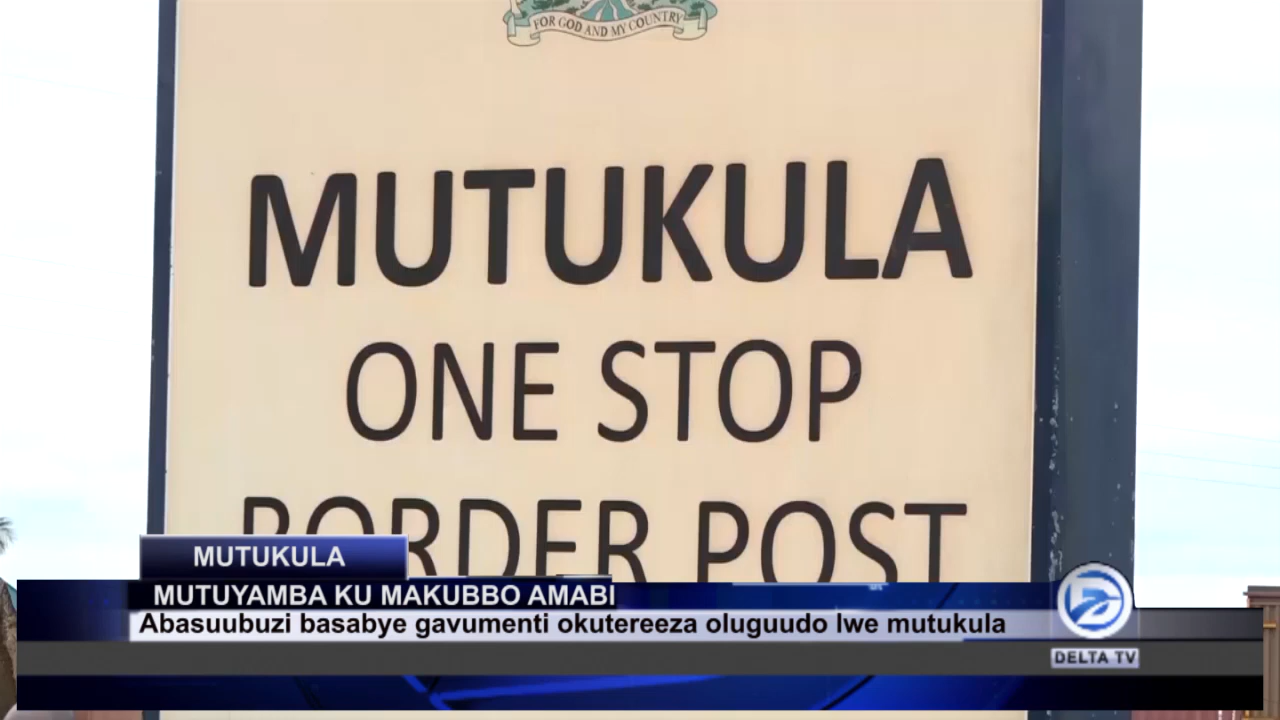 FOR GOD AND MY COUNTRY
MUTUKULA
ONE STOP
BORDER POST
MUTUKULA
MUTUYAMBA KU MAKUBBO AMABI
Abasuubuzi basabye gavumenti okutereeza oluguudo lwe mutukula
DELTA TV